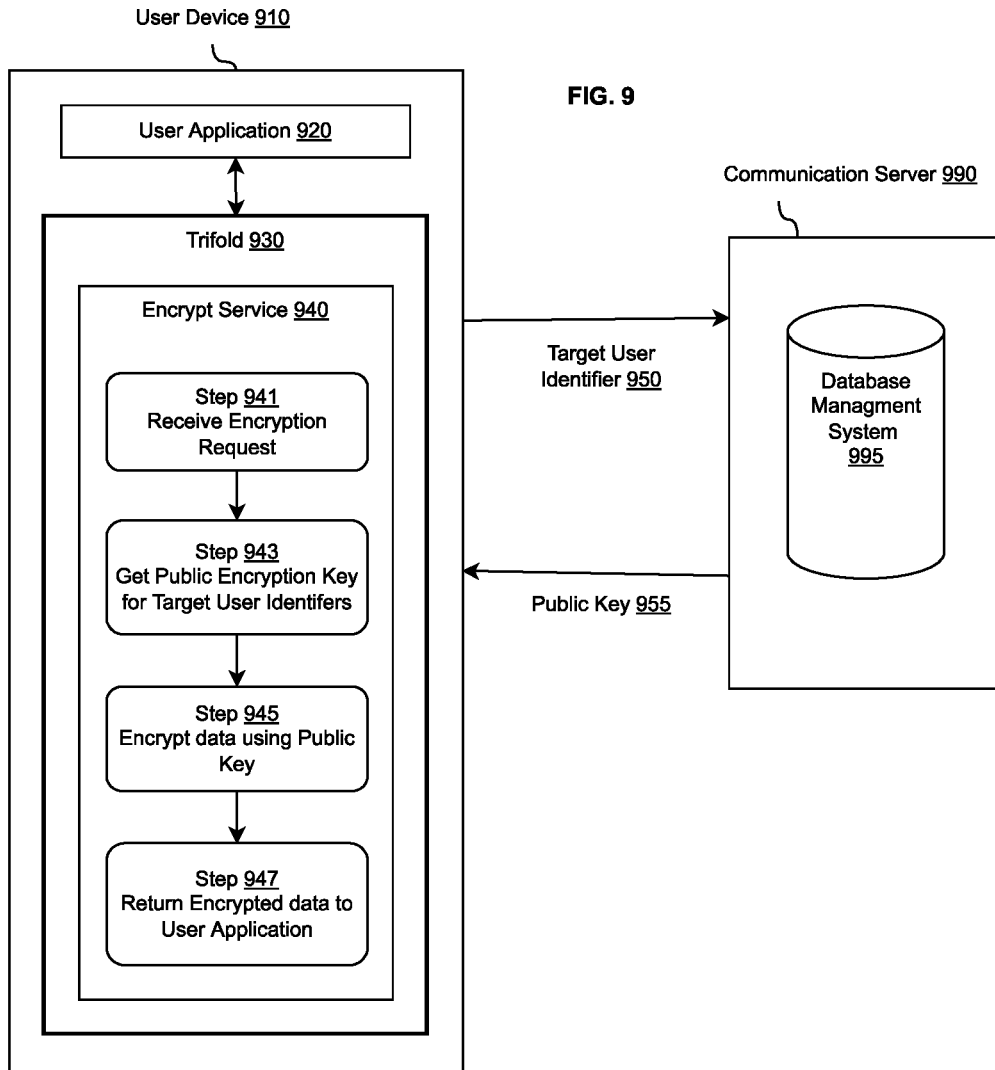 User Device 910
FIG. 9
User Application 920
Communication Server 990
Trifold 930
Encrypt Service 940
Target User
Identifier 950
Database
Managment
System
995
Step 941
Receive Encryption
Request
Step 943
Get Public Encryption Key
for Target User Identifers
Public Key 955
Step 945
Encrypt data using Public
Key
Step 947
Return Encrypted data to
User Application